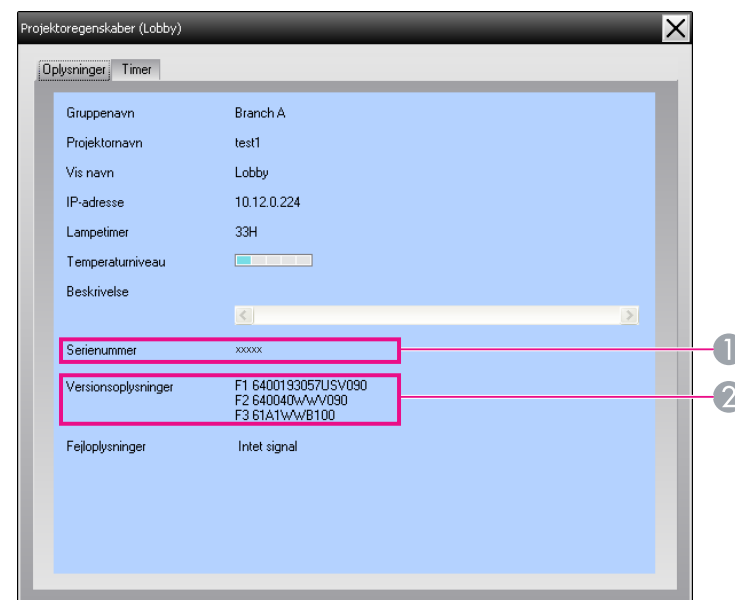 Projektoregenskaber (Lobby)
Oplysninger Timer
Gruppenavn Branch A
Projektornavn test1
Vis navn Lobby
IP-adresse 10.12.0.224
Lampetimer 33H
Temperaturniveau
Beskrivelse
Serienummer xxxxx
1
Versionsoplysninger F1 6400193057USV090
2
F2 640040WWV090
F3 61A1WWB100
Fejloplysninger Intet signal